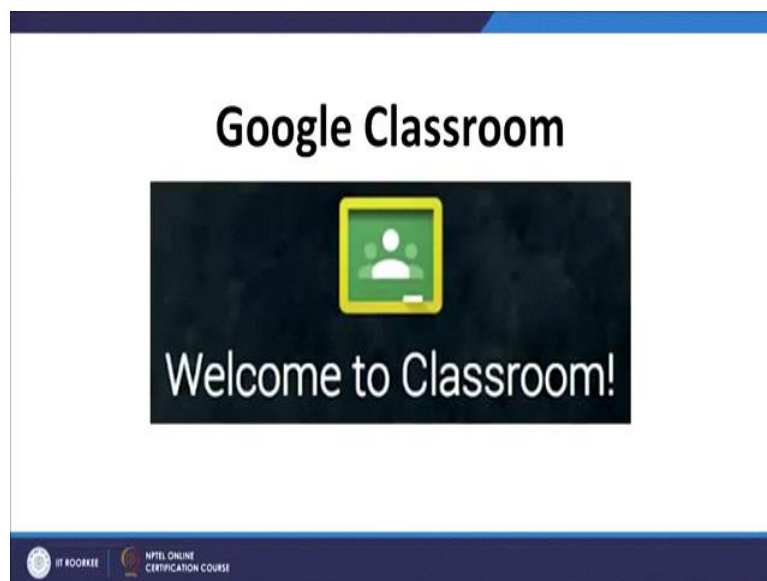 Google Classroom
Welcome to Classroom!
IIT ROORKEE
NPTEL ONLINE
CERTIFICATION COURSE